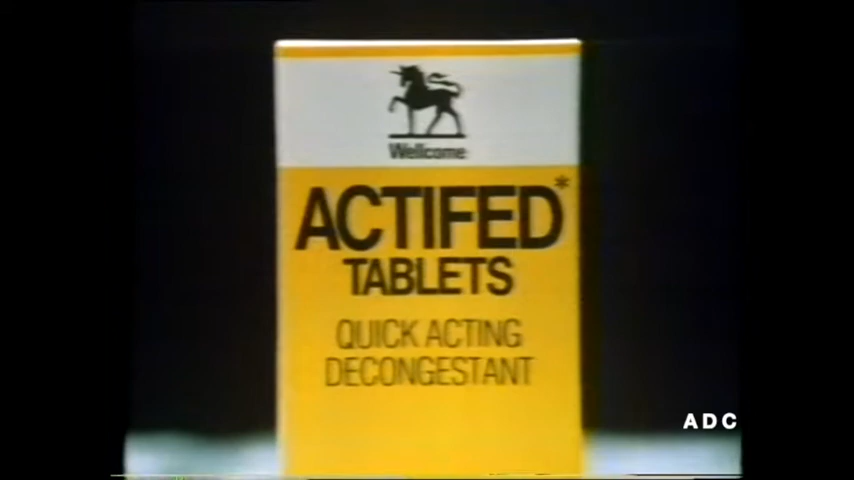 Wellcome
ACTIFED*
TABLETS
QUICK ACTING
DECONGESTANT
ADC